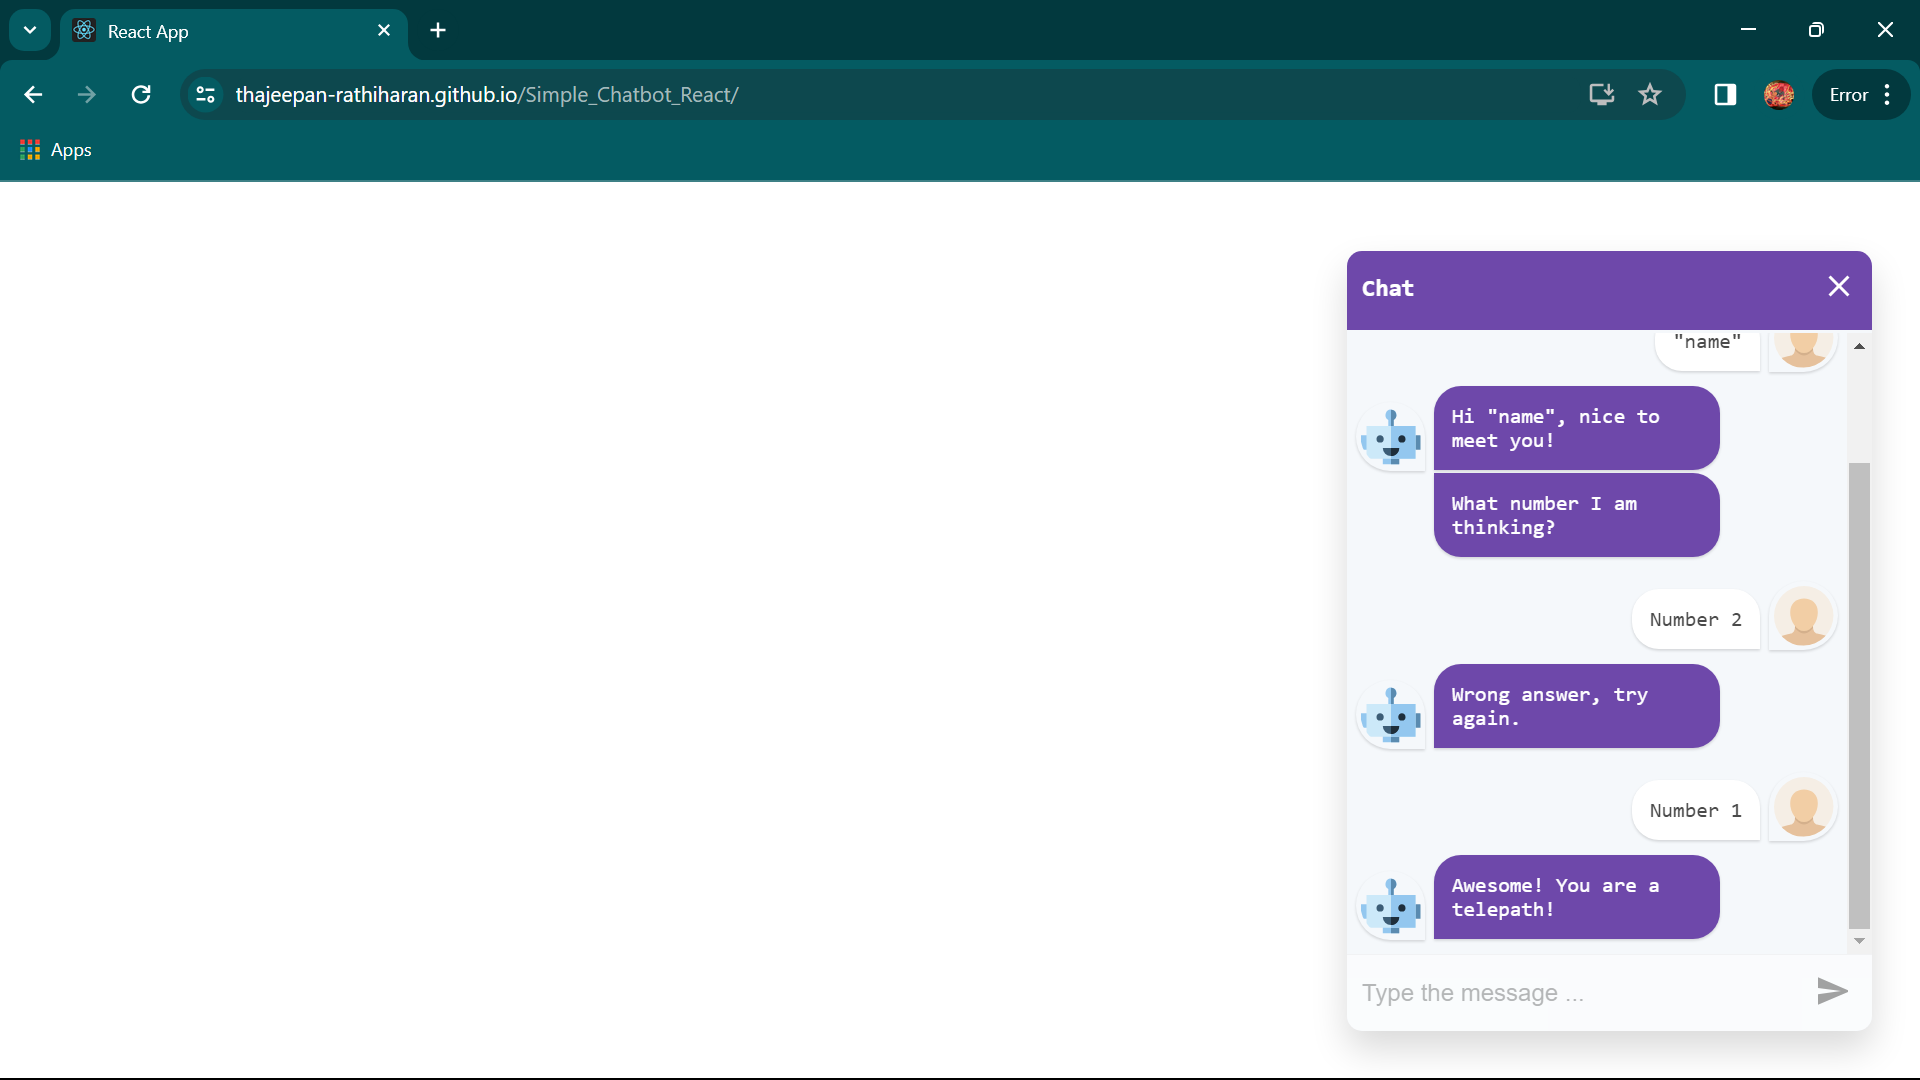 React App
thajeepan-rathiharan.github.io/Simple_Chatbot_React/
Error
Apps
Chat
"name"
Hi "name", nice to
meet you!
What number I am
thinking?
Number 2
Wrong answer, try
again.
Number 1
Awesome! You are a
telepath!
Type the message ...